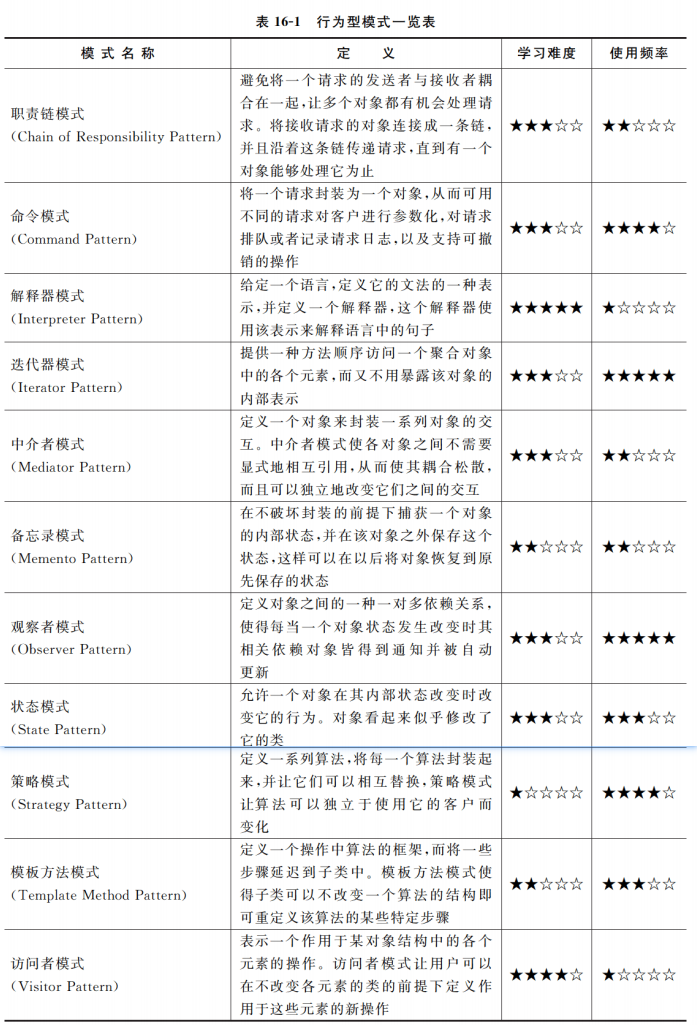 表 16-1 行为型模式一览表
模式名称 定 义 学习难度 使用频率
职责链模式
(Chain of Responsibility Pattern)
避免将一个请求的发送者与接收者耦
合在一起,让多个对象都有机会处理请
求。将接收请求的对象连接成一条链,
并且沿着这条链传递请求,直到有一个
对象能够处理它为止
★★★☆☆ ★★☆☆☆
命令模式
(Command Pattern)
将一个请求封装为一个对象,从而可用
不同的请求对客户进行参数化,对请求
排队或者记录请求日志,以及支持可撤
销的操作
★★★☆☆ ★★★★☆
解释器模式
(Interpreter Pattern)
给定一个语言,定义它的文法的一种表
示,并定义一个解释器,这个解释器使
用该表示来解释语言中的句子
★★★★★ ★☆☆☆☆
迭代器模式
(Iterator Pattern)
提供一种方法顺序访问一个聚合对象
中的各个元素,而又不用暴露该对象的
内部表示
★★★☆☆ ★★★★★
中介者模式
(Mediator Pattern)
定义一个对象来封装一系列对象的交
互。中介者模式使各对象之间不需要
显式地相互引用,从而使其耦合松散,
而且可以独立地改变它们之间的交互
★★★☆☆ ★★☆☆☆
备忘录模式
(Memento Pattern)
在不破坏封装的前提下捕获一个对象
的内部状态,并在该对象之外保存这个
状态,这样可以在以后将对象恢复到原
先保存的状态
★★☆☆☆ ★★☆☆☆
观察者模式
(Observer Pattern)
定义对象之间的一种一对多依赖关系,
使得每当一个对象状态发生改变时其
相关依赖对象皆得到通知并被自动
更新
★★★☆☆ ★★★★★
状态模式
(State Pattern)
允许一个对象在其内部状态改变时改
变它的行为。对象看起来似乎修改了
它的类
★★★☆☆ ★★★☆☆
策略模式
(Strategy Pattern)
定义一系列算法,将每一个算法封装起
来,并让它们可以相互替换,策略模式
让算法可以独立于使用它的客户而
变化
★☆☆☆☆ ★★★★☆
模板方法模式
(Template Method Pattern)
定义一个操作中算法的框架,而将一些
步骤延迟到子类中。模板方法模式使
得子类可以不改变一个算法的结构即
可重定义该算法的某些特定步骤
★★☆☆☆ ★★★☆☆
访问者模式
(Visitor Pattern)
表示一个作用于某对象结构中的各个
元素的操作。访问者模式让用户可以
在不改变各元素的类的前提下定义作
用于这些元素的新操作
★★★★☆ ★☆☆☆☆